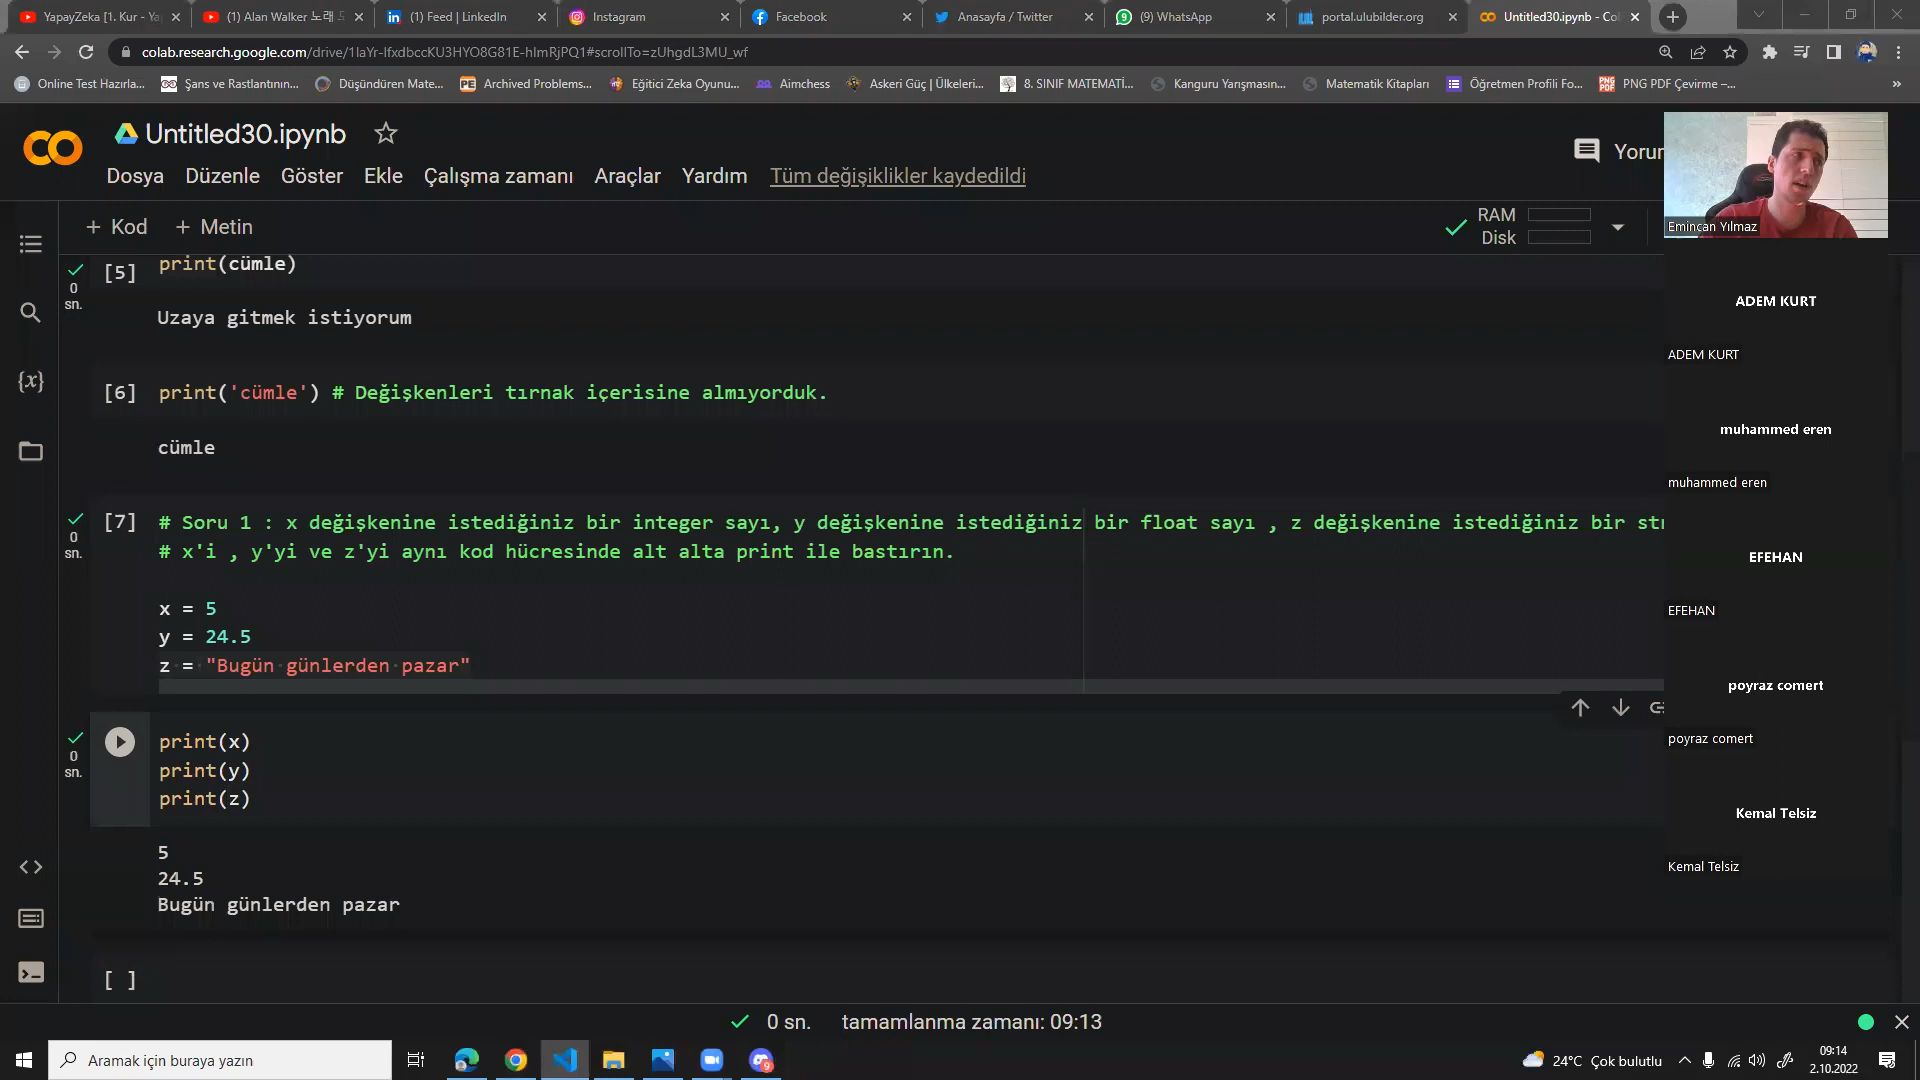 YapayZeka [1. Kur - Ya
(1) Alan Walker 노래 모
(1) Feed | LinkedIn
Instagram
Facebook
Anasayfa / Twitter
(9) WhatsApp
portal.ulubilder.org
Untitled30.ipynb - Co
colab.research.google.com/drive/1IaYr-lfxdbccKU3HYO8G81E-hImRjPQ1#scrollTo=zUhgdL3MU_wf
Online Test Hazırla...
Şans ve Rastlantının...
Düşündüren Mate...
Archived Problems...
Eğitici Zeka Oyunu...
Aimchess
Askeri Güç | Ülkeleri...
8. SINIF MATEMATİ...
Kanguru Yarışmasın...
Matematik Kitapları
Öğretmen Profili Fo...
PNG PDF Çevirme –...
Untitled30.ipynb
Dosya Düzenle Göster Ekle Çalışma zamanı Araçlar Yardım Tüm değişiklikler kaydedildi
Yorum
+ Kod + Metin
RAM
Disk
Emincan Yılmaz
[5] print(cümle)
0
sn.
Uzaya gitmek istiyorum
[6] print('cümle') # Değişkenleri tırnak içerisine almıyorduk.
cümle
[7] # Soru 1 : x değişkenine istediğiniz bir integer sayı, y değişkenine istediğiniz bir float sayı , z değişkenine istediğiniz bir str
0
sn.
# x'i , y'yi ve z'yi aynı kod hücresinde alt alta print ile bastırın.
x = 5
y = 24.5
z = "Bugün günlerden pazar"
print(x)
0
sn.
print(y)
print(z)
5
24.5
Bugün günlerden pazar
[ ]
ADEM KURT
ADEM KURT
muhammed eren
muhammed eren
EFEHAN
EFEHAN
poyraz comert
poyraz comert
Kemal Telsiz
Kemal Telsiz
0 sn. tamamlanma zamanı: 09:13
Aramak için buraya yazın
9
24°C Çok bulutlu
09:14
2.10.2022